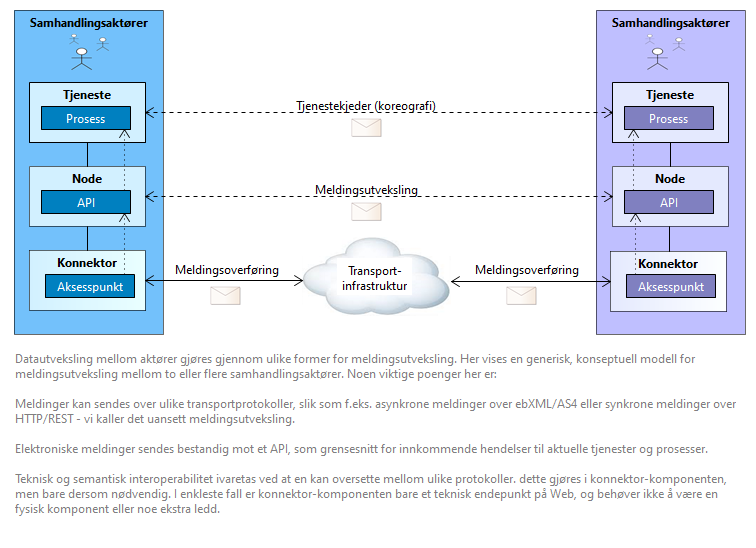 Samhandlingsaktører
Samhandlingsaktører
Tjeneste
Prosess
Tjenestekjeder (koreografi)
Tjeneste
Prosess
Node
API
Meldingsutveksling
Node
API
Konnektor
Aksesspunkt
Meldingsoverføring
Transport-
infrastruktur
Meldingsoverføring
Konnektor
Aksesspunkt
Datautveksling mellom aktører gjøres gjennom ulike former for meldingsutveksling. Her vises en generisk, konseptuell modell for
meldingsutveksling mellom to eller flere samhandlingsaktører. Noen viktige poenger her er:
Meldinger kan sendes over ulike transportprotokoller, slik som f.eks. asynkrone meldinger over ebXML/AS4 eller synkrone meldinger over
HTTP/REST - vi kaller det uansett meldingsutveksling.
Elektroniske meldinger sendes bestandig mot et API, som grensesnitt for innkommende hendelser til aktuelle tjenester og prosesser.
Teknisk og semantisk interoperabilitet ivaretas ved at en kan oversette mellom ulike protokoller. dette gjøres i konnektor-komponenten,
men bare dersom nødvendig. I enkleste fall er konnektor-komponenten bare et teknisk endepunkt på Web, og behøver ikke å være en
fysisk komponent eller noe ekstra ledd.